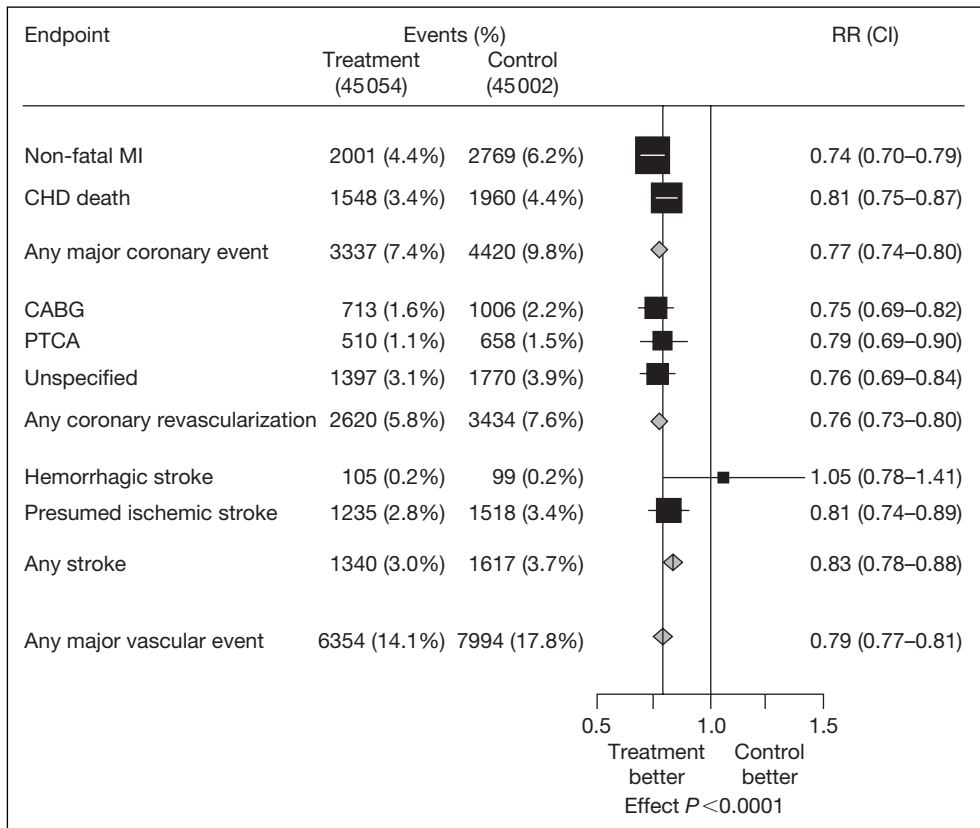 Endpoint Events (%) RR (CI)
Treatment Control
(45 054) (45 002)
Non-fatal MI 2001 (4.4%) 2769 (6.2%) 0.74 (0.70–0.79)
CHD death 1548 (3.4%) 1960 (4.4%) 0.81 (0.75–0.87)
Any major coronary event 3337 (7.4%) 4420 (9.8%) 0.77 (0.74–0.80)
CABG 713 (1.6%) 1006 (2.2%) 0.75 (0.69–0.82)
PTCA 510 (1.1%) 658 (1.5%) 0.79 (0.69–0.90)
Unspecified 1397 (3.1%) 1770 (3.9%) 0.76 (0.69–0.84)
Any coronary revascularization 2620 (5.8%) 3434 (7.6%) 0.76 (0.73–0.80)
Hemorrhagic stroke 105 (0.2%) 99 (0.2%) 1.05 (0.78–1.41)
Presumed ischemic stroke 1235 (2.8%) 1518 (3.4%) 0.81 (0.74–0.89)
Any stroke 1340 (3.0%) 1617 (3.7%) 0.83 (0.78–0.88)
Any major vascular event 6354 (14.1%) 7994 (17.8%) 0.79 (0.77–0.81)
0.5 1.0 1.5
Treatment Control
better better
Effect P<0.0001